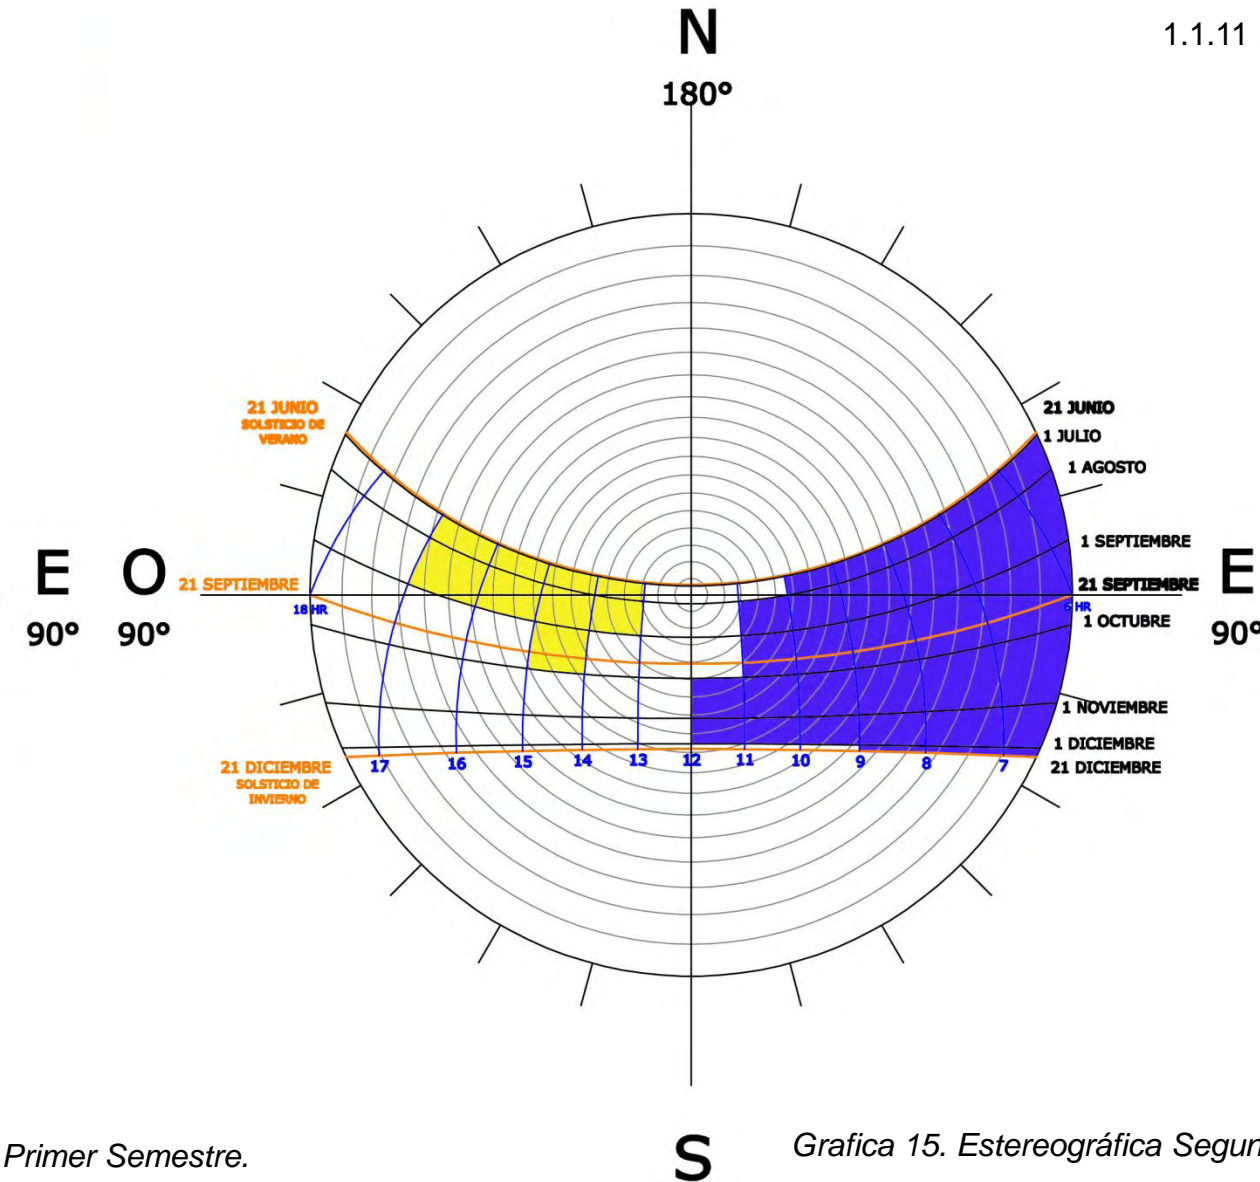 N
1.1.11
180°
21 JUNIO
SOLSTICIO DE
VERANO
21 JUNIO
1 JULIO
1 AGOSTO
1 SEPTIEMBRE
E
90°
O
90°
21 SEPTIEMBRE
18 HR
21 SEPTIEMBRE
6 HR
E
90°
1 OCTUBRE
1 NOVIEMBRE
1 DICIEMBRE
21 DICIEMBRE
21 DICIEMBRE
SOLSTICIO DE
INVIERNO
17 16 15 14 13 12 11 10 9 8 7
Primer Semestre.
S
Grafica 15. Estereográfica Segun